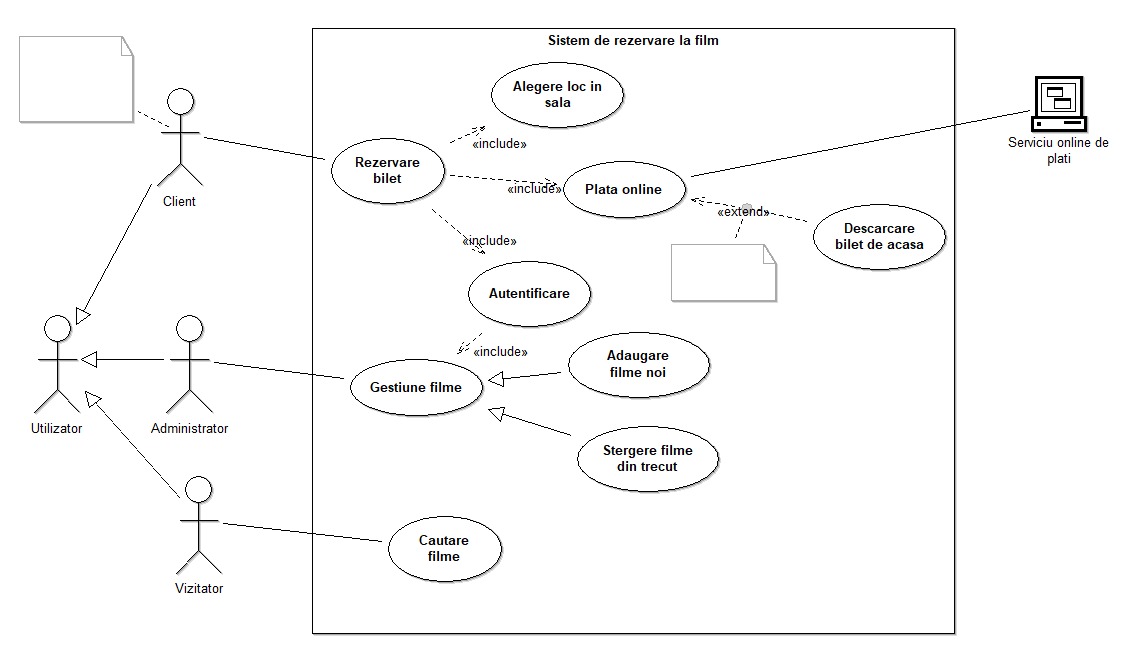 Sistem de rezervare la film
Alegere loc in
sala
«include»
Rezervare
bilet
Serviciu online de
plati
«include»
Plata online
Client
«extend»
Descarcare
bilet de acasa
«include»
Autentificare
«include»
Adaugare
filme noi
Gestiune filme
Utilizator
Administrator
Stergere filme
din trecut
Cautare
filme
Vizitator